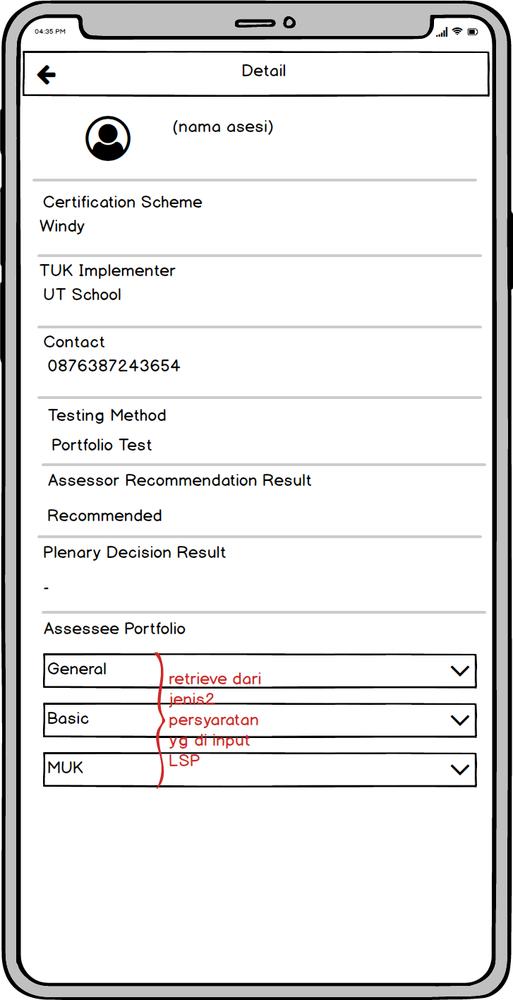 04:35 PM
Detail
(nama asesi)
Certification Scheme
Windy
TUK Implementer
UT School
Contact
0876387243654
Testing Method
Portfolio Test
Assessor Recommendation Result
Recommended
Plenary Decision Result
-
Assessee Portfolio
General
Basic
MUK
retrieve dari
jenis2
persyaratan
yg di input
LSP